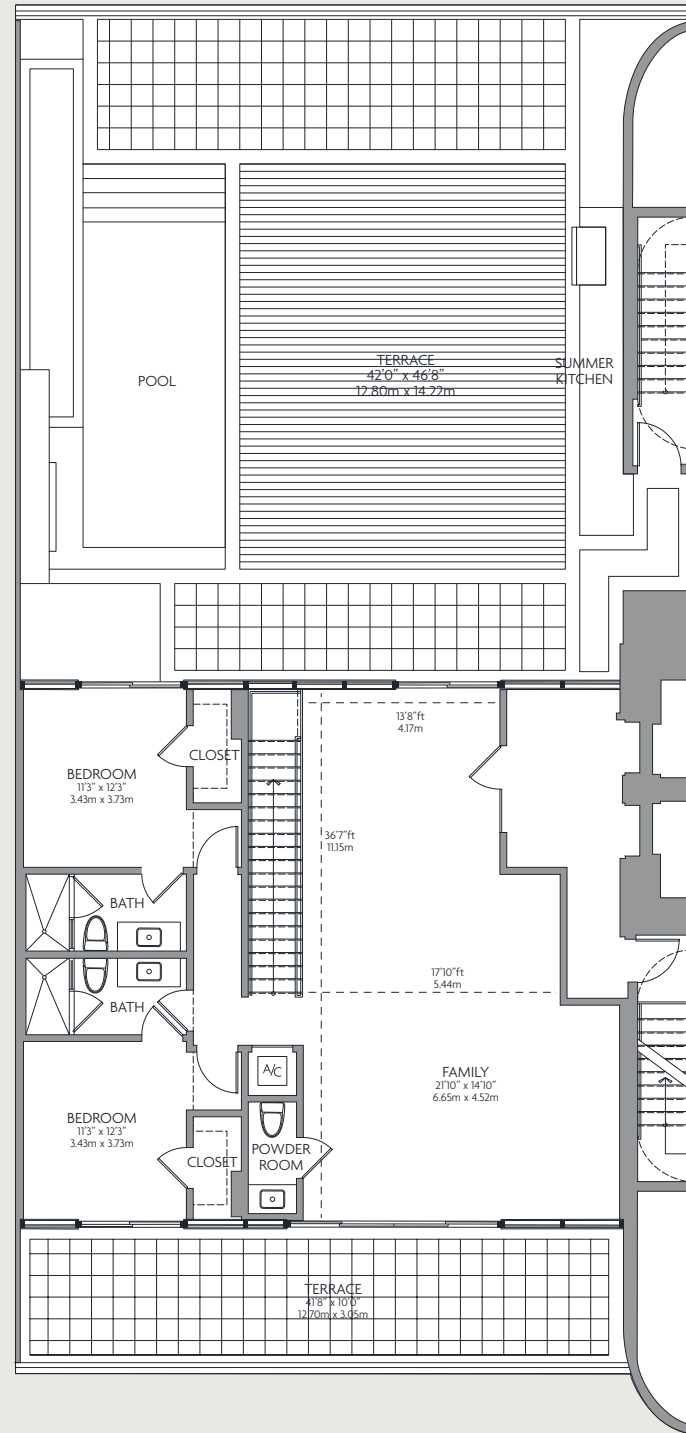 POOL
TERRACE
42'0" x 46'8"
12.80m x 14.22m
SUMMER
KITCHEN
13'8"ft
4.17m
CLOSET
BEDROOM
11'3" x 12'3"
3.43m x 3.73m
36'7"ft
11.15m
BATH
17'10"ft
5.44m
BATH
A/C
FAMILY
21'10" x 14'10"
6.65m x 4.52m
BEDROOM
11'3" x 12'3"
3.43m x 3.73m
CLOSET
POWDER
ROOM
TERRACE
41'8" x 10'0"
12.70m x 3.05m